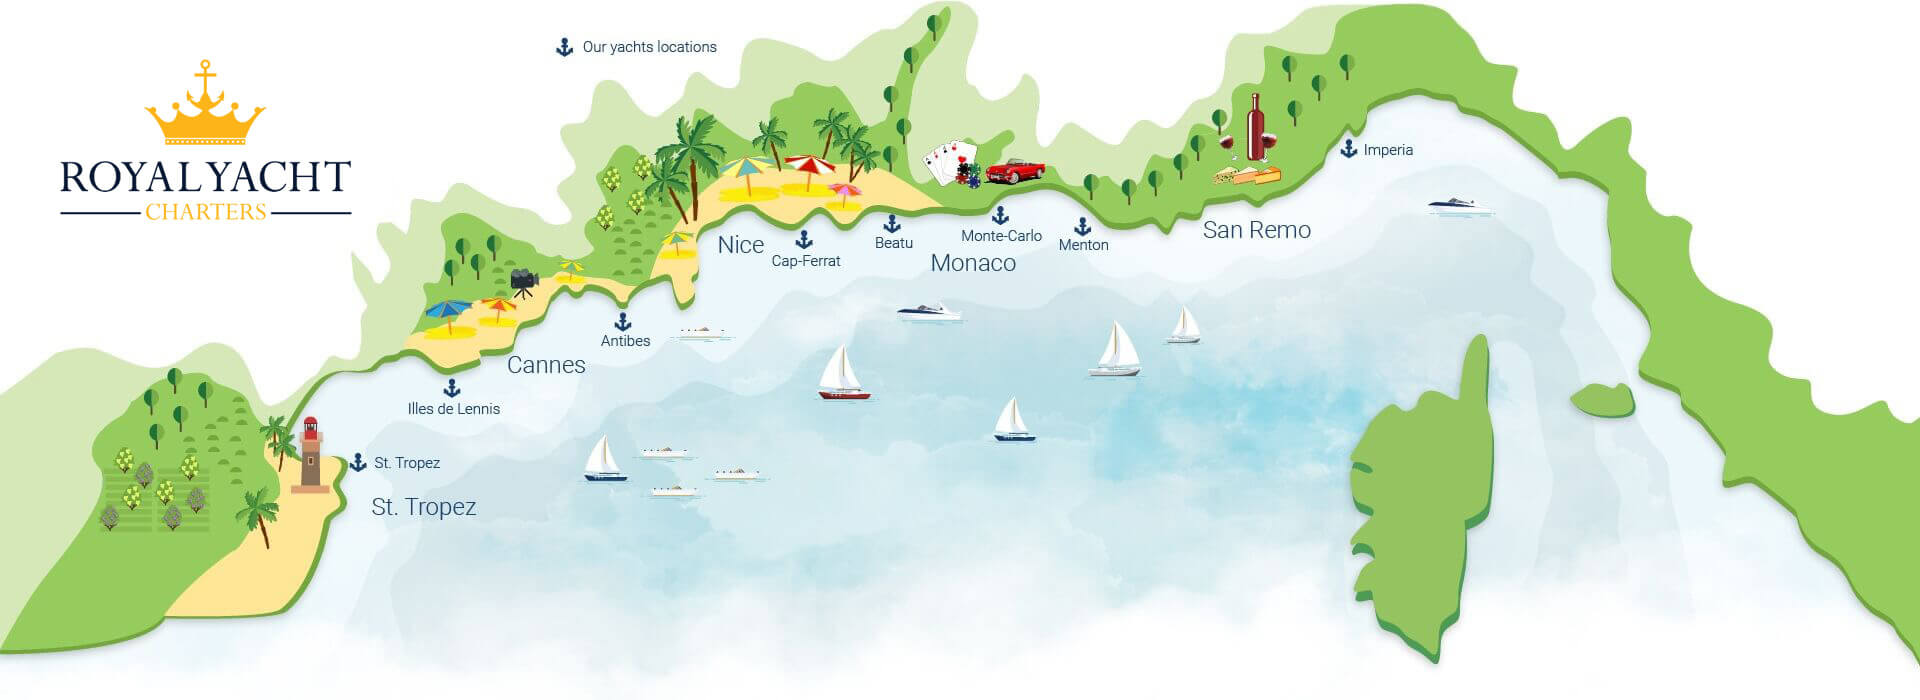 Our yachts locations
ROYAL YACHT
CHARTERS
Imperia
San Remo
Monte-Carlo
Menton
Beatu
Nice
Cap-Ferrat
Monaco
Antibes
Cannes
Illes de Lennis
St. Tropez
St. Tropez